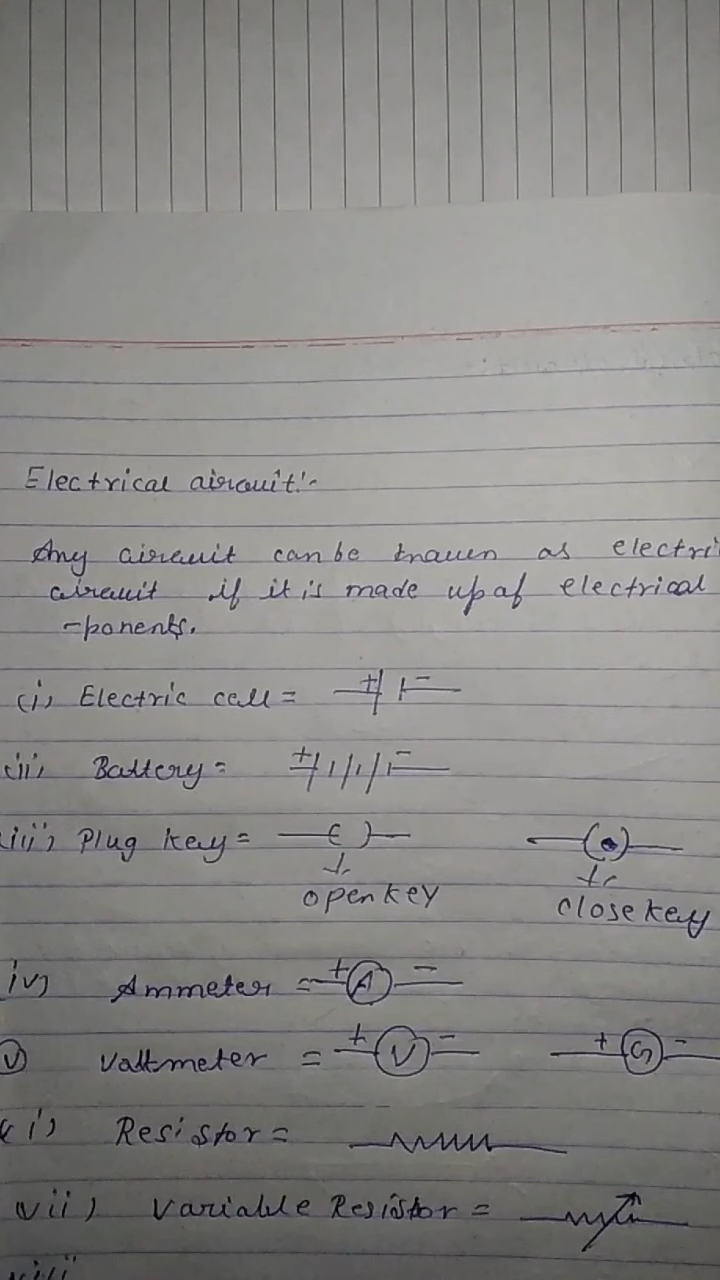 Electrical circuit:-
Any circuit can be known as electri
circuit if it is made up of electrical
-ponents.
(i) Electric cell = + -
(ii) Battery = + -
(iii) Plug key =
open key close key
iv) Ammeter = + A -
(v) Voltmeter = + V - + G -
(i) Resistor =
vii) Variable Resistor =